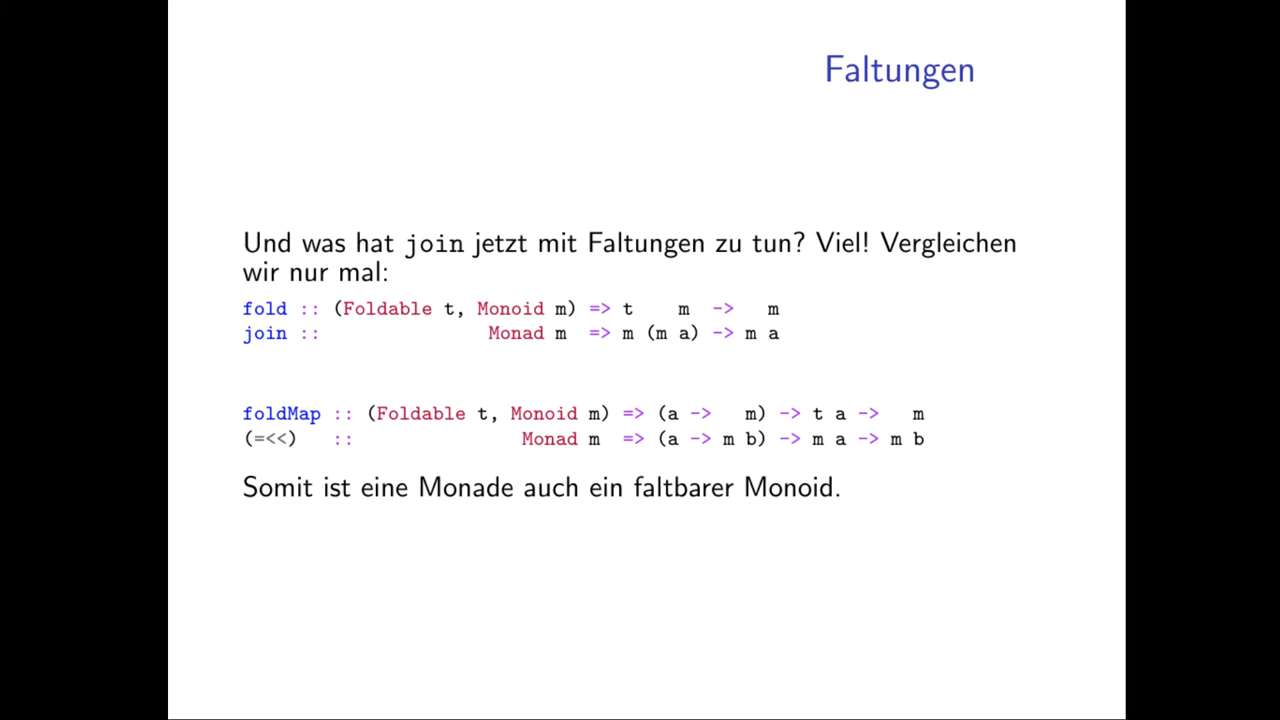 Faltungen
Und was hat join jetzt mit Faltungen zu tun? Viel! Vergleichen
wir nur mal:
fold :: (Foldable t, Monoid m) => t    m  ->   m
join ::               Monad m  => m (m a) -> m a
foldMap :: (Foldable t, Monoid m) => (a ->   m) -> t a ->   m
(=<<)   ::               Monad m  => (a -> m b) -> m a -> m b
Somit ist eine Monade auch ein faltbarer Monoid.